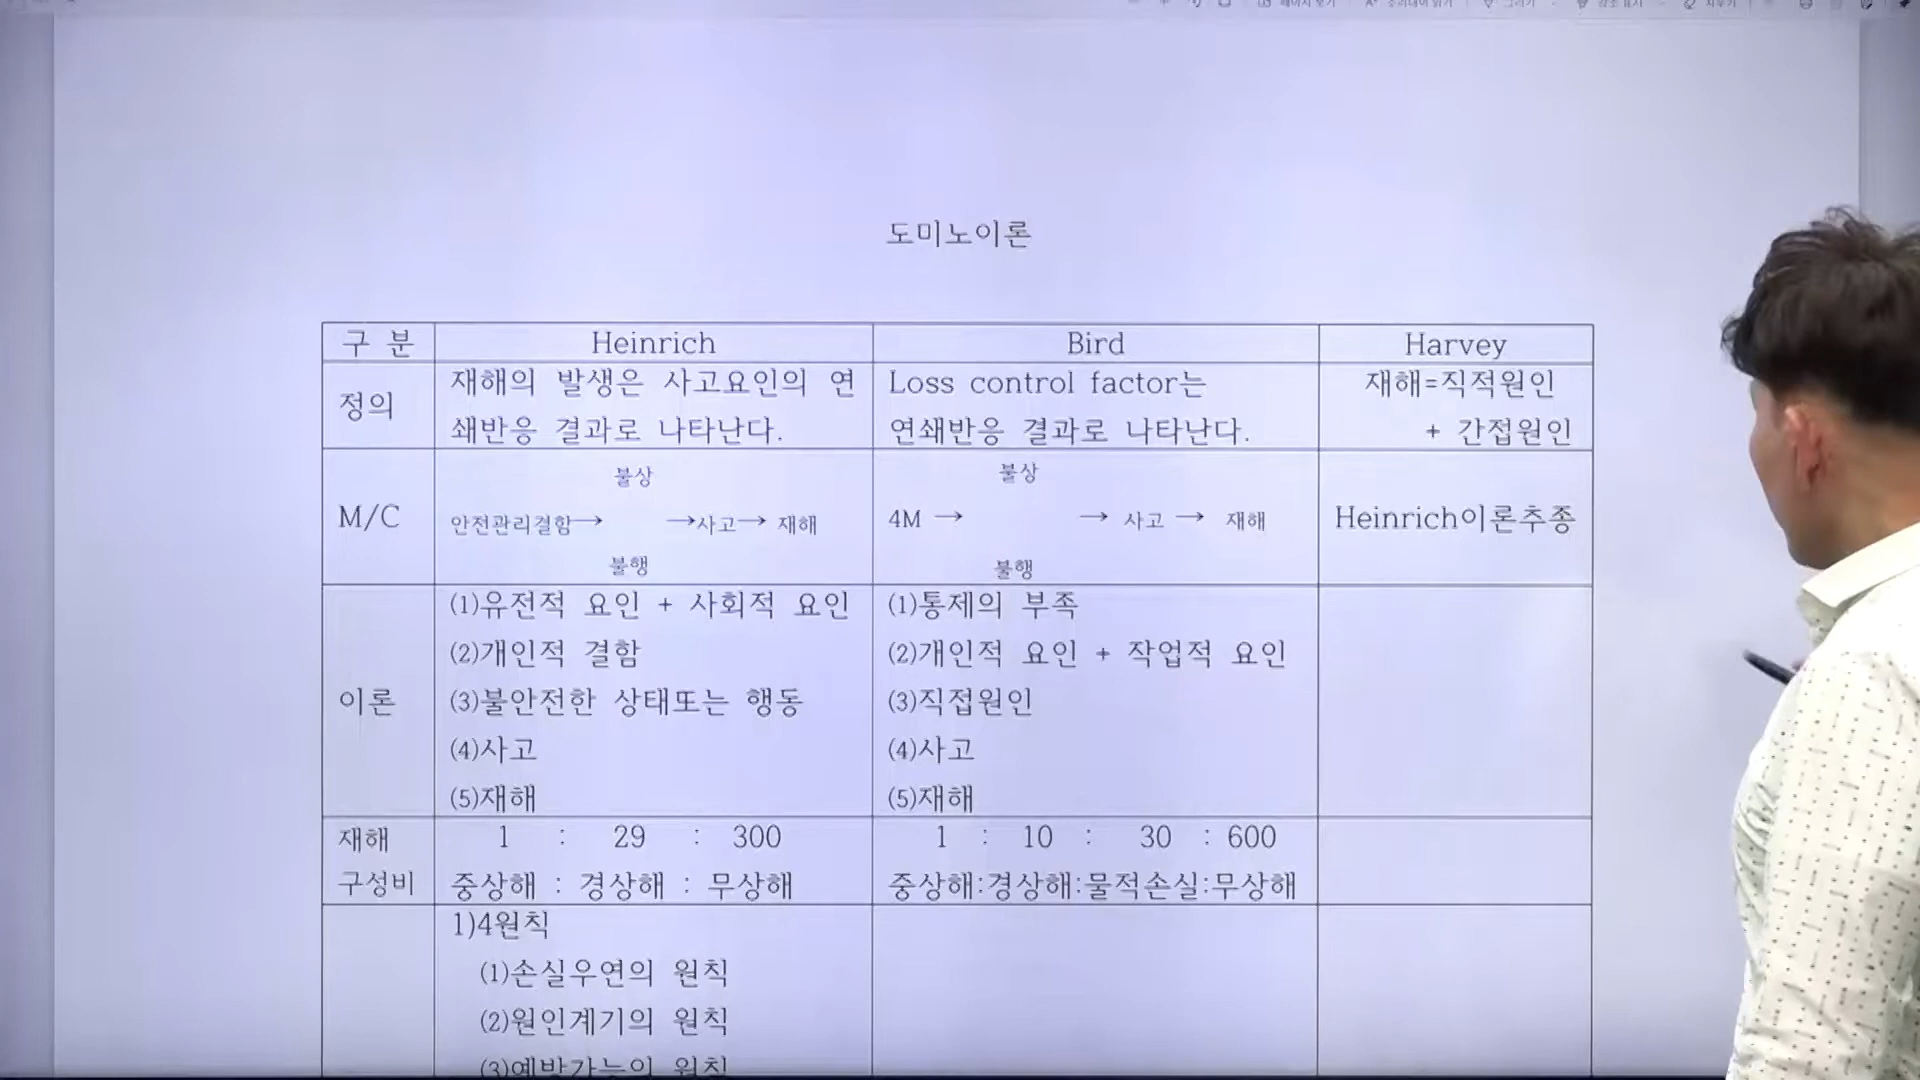 도미노이론
구 분 Heinrich Bird Harvey
정의
재해의 발생은 사고요인의 연
쇄반응 결과로 나타난다.
Loss control factor는
연쇄반응 결과로 나타난다.
재해=직적원인
+ 간접원인
M/C
불상
안전관리결함→ →사고→ 재해
불행
불상
4M → → 사고 → 재해
불행
Heinrich이론추종
이론
(1)유전적 요인 + 사회적 요인
(2)개인적 결함
(3)불안전한 상태또는 행동
(4)사고
(5)재해
(1)통제의 부족
(2)개인적 요인 + 작업적 요인
(3)직접원인
(4)사고
(5)재해
재해
구성비
1 : 29 : 300
중상해 : 경상해 : 무상해
1 : 10 : 30 : 600
중상해:경상해:물적손실:무상해
1)4원칙
(1)손실우연의 원칙
(2)원인계기의 원칙
(3)예방가능의 원칙